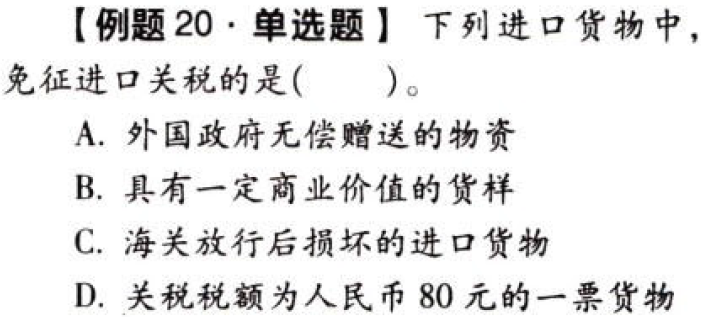 【例题 20·单选题】 下列进口货物中,
免征进口关税的是(　　)。
A. 外国政府无偿赠送的物资
B. 具有一定商业价值的货样
C. 海关放行后损坏的进口货物
D. 关税税额为人民币 80 元的一票货物